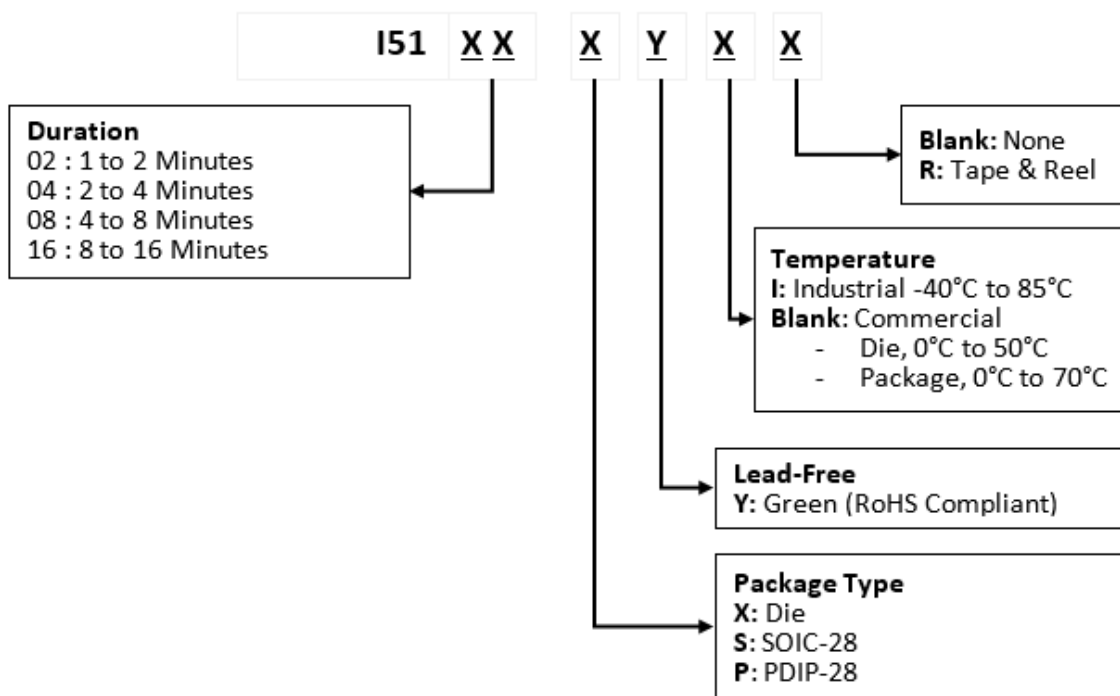 I51 X X X Y X X
Duration
02 : 1 to 2 Minutes
04 : 2 to 4 Minutes
08 : 4 to 8 Minutes
16 : 8 to 16 Minutes
Blank: None
R: Tape & Reel
Temperature
I: Industrial -40°C to 85°C
Blank: Commercial
- Die, 0°C to 50°C
- Package, 0°C to 70°C
Lead-Free
Y: Green (RoHS Compliant)
Package Type
X: Die
S: SOIC-28
P: PDIP-28